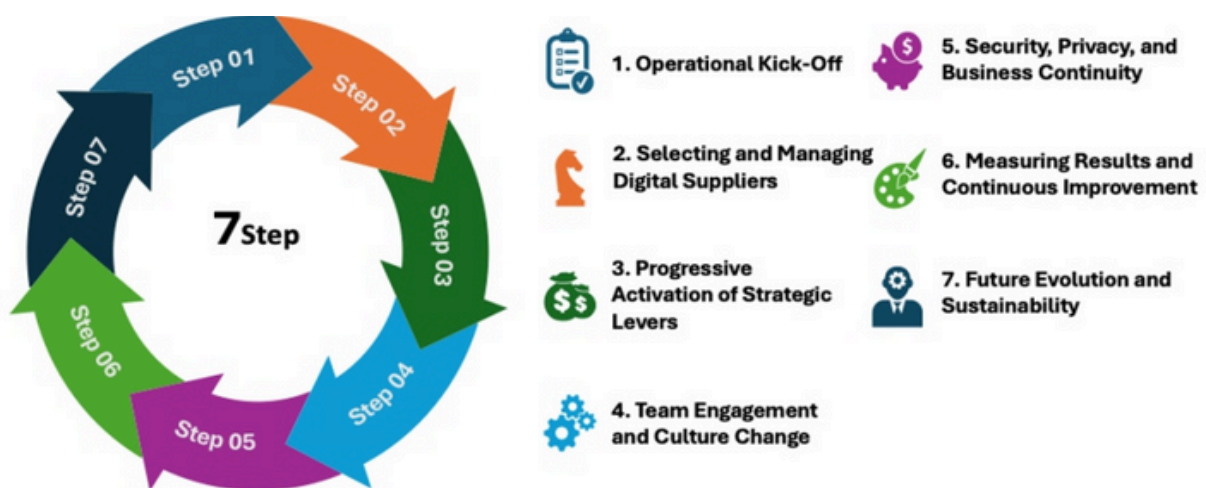 Step 01
Step 02
Step 03
Step 04
Step 05
Step 06
Step 07
7Step
1. Operational Kick-Off
2. Selecting and Managing
Digital Suppliers
3. Progressive
Activation of Strategic
Levers
4. Team Engagement
and Culture Change
$
5. Security, Privacy, and
Business Continuity
6. Measuring Results and
Continuous Improvement
7. Future Evolution and
Sustainability
$ $